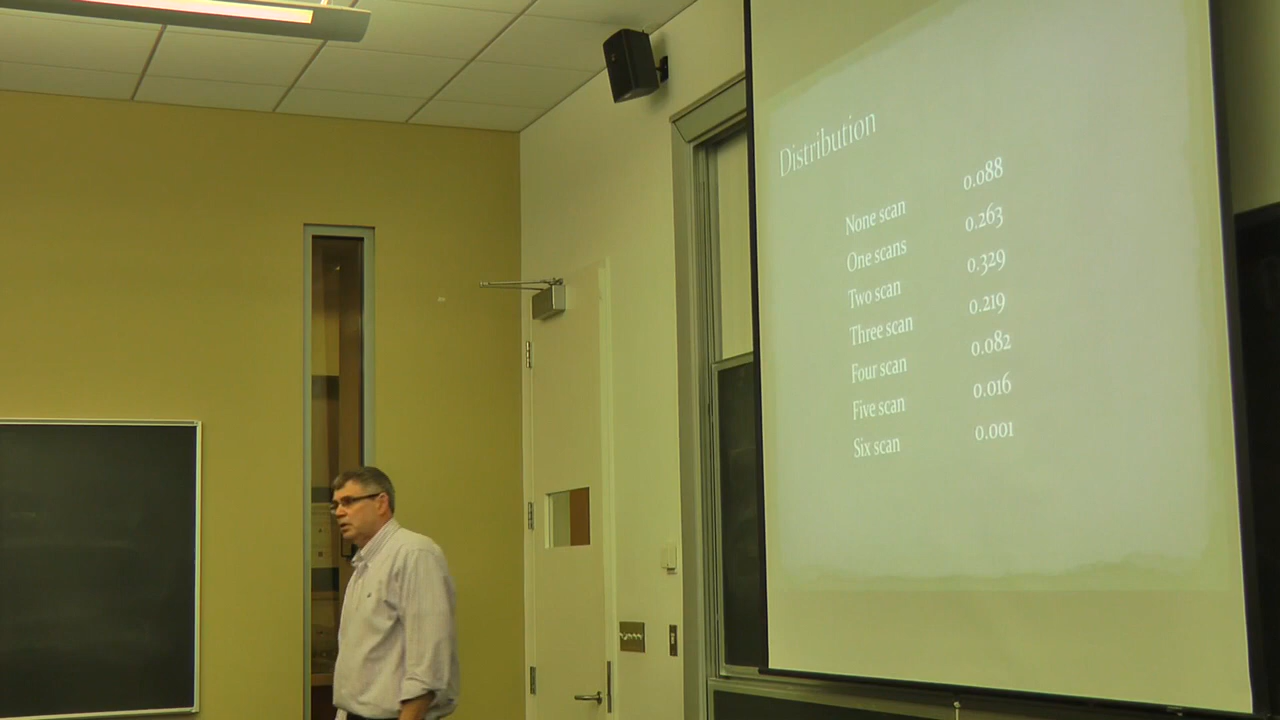 Distribution
None scan 0.088
One scans 0.263
Two scan 0.329
Three scan 0.219
Four scan 0.082
Five scan 0.016
Six scan 0.001